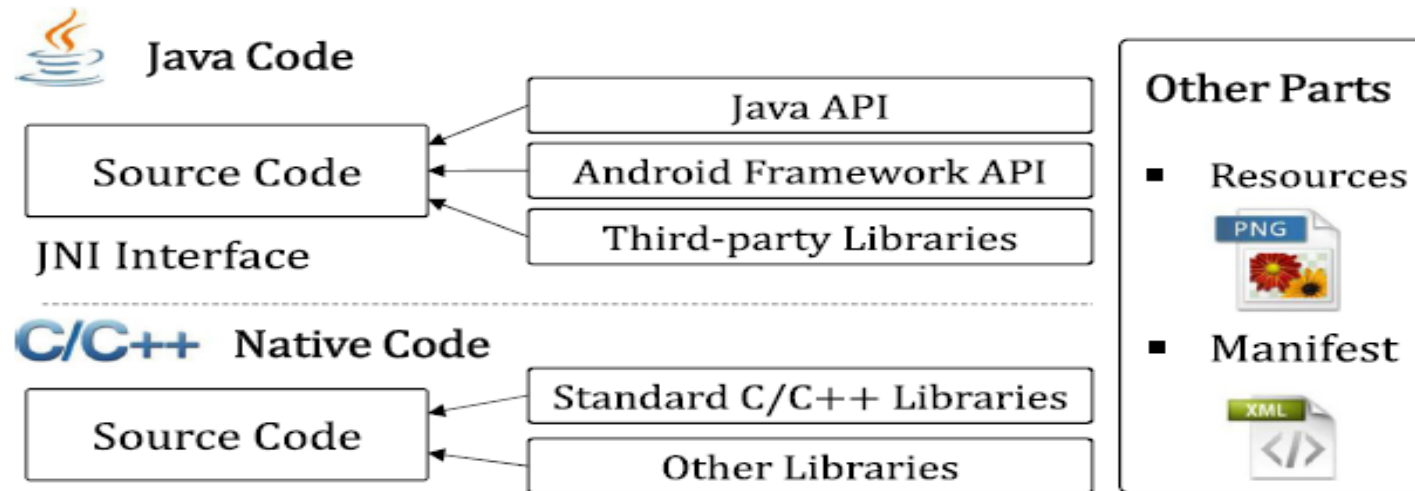 Java Code
Java API
Source Code
Android Framework API
Third-party Libraries
JNI Interface
C/C++ Native Code
Source Code
Standard C/C++ Libraries
Other Libraries
Other Parts
▪ Resources
PNG
▪ Manifest
XML
</>